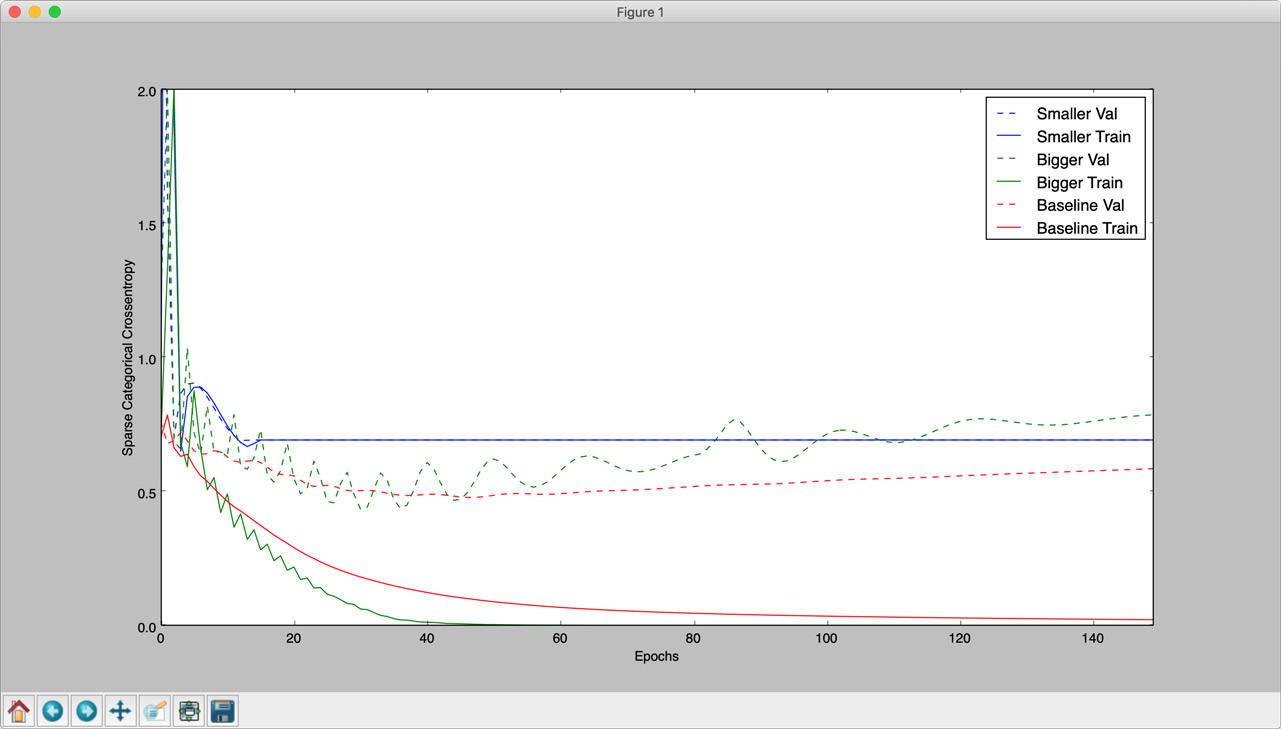 Figure 1
2.0
1.5
1.0
0.5
0.0
Sparse Categorical Crossentropy
0 20 40 60 80 100 120 140
Epochs
Smaller Val
Smaller Train
Bigger Val
Bigger Train
Baseline Val
Baseline Train